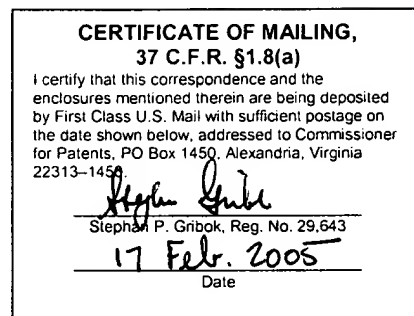 CERTIFICATE OF MAILING,
37 C.F.R. §1.8(a)
I certify that this correspondence and the
enclosures mentioned therein are being deposited
by First Class U.S. Mail with sufficient postage on
the date shown below, addressed to Commissioner
for Patents, PO Box 1450, Alexandria, Virginia
22313–1450.
Stephan Gribok
Stephan P. Gribok, Reg. No. 29,643
17 Feb. 2005
Date